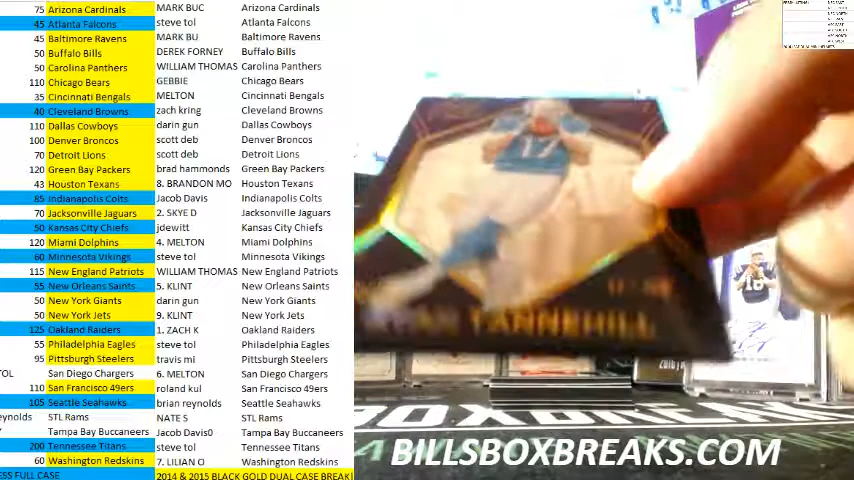 75 Arizona Cardinals MARK BUC Arizona Cardinals
45 Atlanta Falcons steve tol Atlanta Falcons
45 Baltimore Ravens MARK BU Baltimore Ravens
50 Buffalo Bills DEREK FORNEY Buffalo Bills
50 Carolina Panthers WILLIAM THOMAS Carolina Panthers
110 Chicago Bears GEBBIE Chicago Bears
35 Cincinnati Bengals MELTON Cincinnati Bengals
40 Cleveland Browns zach kring Cleveland Browns
110 Dallas Cowboys darin gun Dallas Cowboys
100 Denver Broncos scott deb Denver Broncos
70 Detroit Lions scott deb Detroit Lions
120 Green Bay Packers brad hammonds Green Bay Packers
43 Houston Texans 8. BRANDON MO Houston Texans
85 Indianapolis Colts Jacob Davis Indianapolis Colts
70 Jacksonville Jaguars 2. SKYE D Jacksonville Jaguars
50 Kansas City Chiefs jdewitt Kansas City Chiefs
120 Miami Dolphins 4. MELTON Miami Dolphins
60 Minnesota Vikings steve tol Minnesota Vikings
115 New England Patriots WILLIAM THOMAS New England Patriots
55 New Orleans Saints 5. KLINT New Orleans Saints
50 New York Giants darin gun New York Giants
50 New York Jets 9. KLINT New York Jets
125 Oakland Raiders 1. ZACH K Oakland Raiders
55 Philadelphia Eagles steve tol Philadelphia Eagles
95 Pittsburg Steelers travis mi Pittsburg Steelers
TOL San Diego Chargers 6. MELTON San Diego Chargers
110 San Francisco 49ers roland kul San Francisco 49ers
105 Seattle Seahawks brian reynolds Seattle Seahawks
eynolds STL Rams NATE S STL Rams
Tampa Bay Buccaneers Jacob Davis0 Tampa Bay Buccaneers
200 Tennessee Titans steve tol Tennessee Titans
60 Washington Redskins 7. LILIAN O Washington Redskins
ESS FULL CASE 2014 & 2015 BLACK GOLD DUAL CASE BREAK
17
TANNEHILL
18
BILLSBOXBREAKS.COM